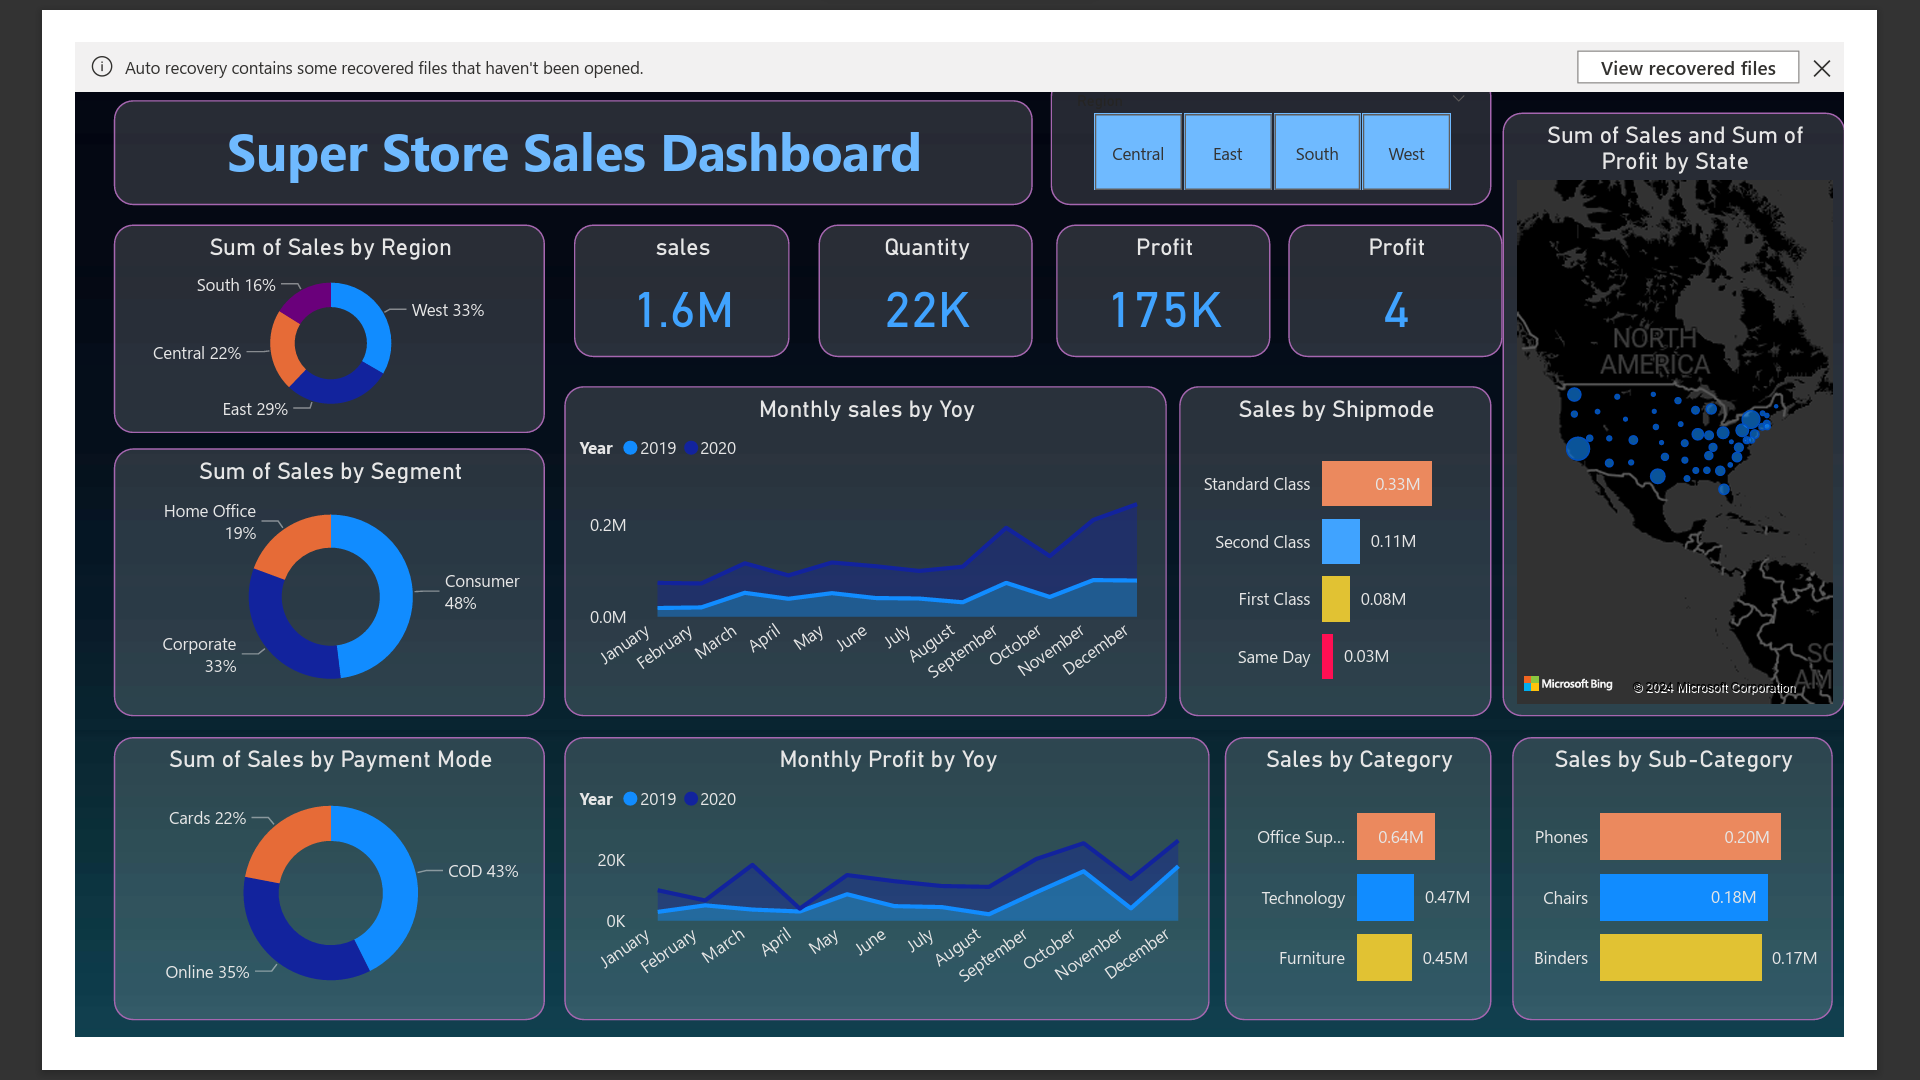 Auto recovery contains some recovered files that haven't been opened.
View recovered files
Super Store Sales Dashboard
Region
Central
East
South
West
Sum of Sales and Sum of
Profit by State
NORTH
AMERICA
Microsoft Bing
© 2024 Microsoft Corporation
SO
AM
Sum of Sales by Region
South 16%
West 33%
Central 22%
East 29%
sales
1.6M
Quantity
22K
Profit
175K
Profit
4
Sum of Sales by Segment
Home Office
19%
Consumer
48%
Corporate
33%
Monthly sales by Yoy
Year 2019 2020
0.2M
0.0M
January
February
March
April
May
June
July
August
September
October
November
December
Sales by Shipmode
Standard Class 0.33M
Second Class 0.11M
First Class 0.08M
Same Day 0.03M
Sum of Sales by Payment Mode
Cards 22%
COD 43%
Online 35%
Monthly Profit by Yoy
Year 2019 2020
20K
0K
January
February
March
April
May
June
July
August
September
October
November
December
Sales by Category
Office Sup... 0.64M
Technology 0.47M
Furniture 0.45M
Sales by Sub-Category
Phones 0.20M
Chairs 0.18M
Binders 0.17M